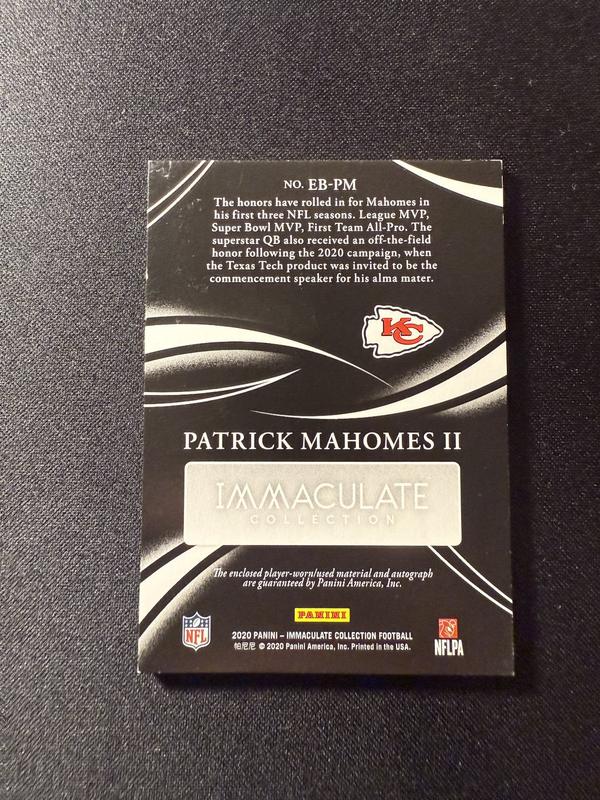 NO. EB-PM
The honors have rolled in for Mahomes in
his first three NFL seasons. League MVP,
Super Bowl MVP, First Team All-Pro. The
superstar QB also received an off-the-field
honor following the 2020 campaign, when
the Texas Tech product was invited to be the
commencement speaker for his alma mater.
KC
PATRICK MAHOMES II
IMMACULATE
COLLECTION
The enclosed player-worn/used material and autograph
are guaranteed by Panini America, Inc.
PANINI
NFL
2020 PANINI – IMMACULATE COLLECTION FOOTBALL
帕尼尼 © 2020 Panini America, Inc. Printed in the USA.
NFLPA